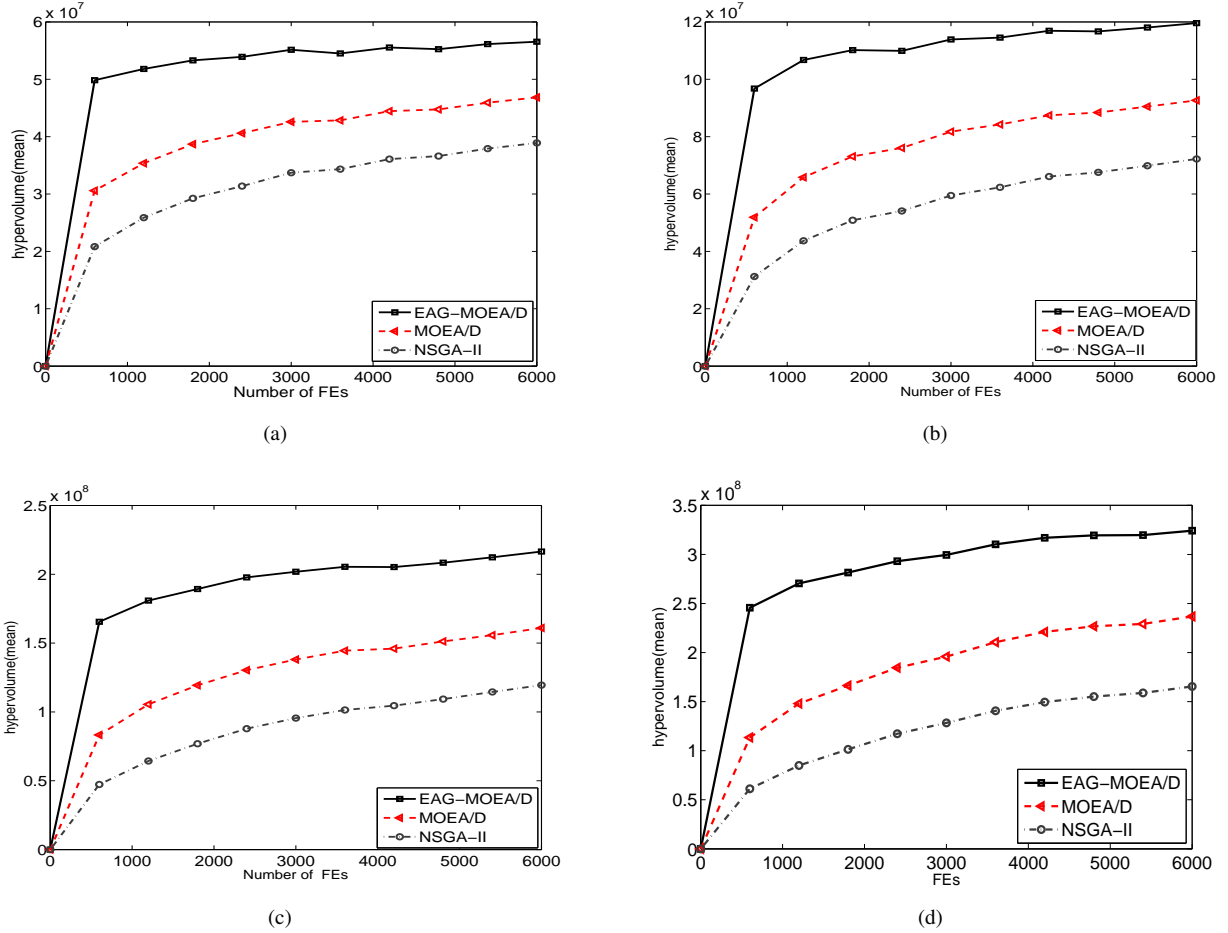 x 10^7
6
5
4
3
2
1
0
hypervolume(mean)
EAG−MOEA/D
MOEA/D
NSGA−II
0 1000 2000 3000 4000 5000 6000
Number of FEs
(a)
x 10^7
12
10
8
6
4
2
0
hypervolume(mean)
EAG−MOEA/D
MOEA/D
NSGA−II
0 1000 2000 3000 4000 5000 6000
Number of FEs
(b)
x 10^8
2.5
2
1.5
1
0.5
0
hypervolume(mean)
EAG−MOEA/D
MOEA/D
NSGA−II
0 1000 2000 3000 4000 5000 6000
Number of FEs
(c)
x 10^8
3.5
3
2.5
2
1.5
1
0.5
0
hypervolume(mean)
EAG−MOEA/D
MOEA/D
NSGA−II
0 1000 2000 3000 4000 5000 6000
FEs
(d)